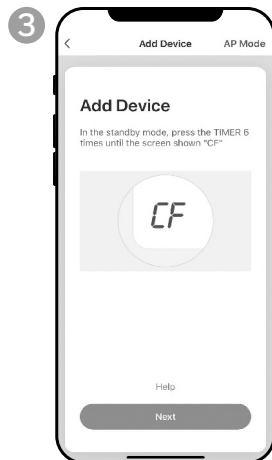 3
< Add Device AP Mode
Add Device
In the standby mode, press the TIMER 6
times until the screen shown "CF"
CF
Help
Next